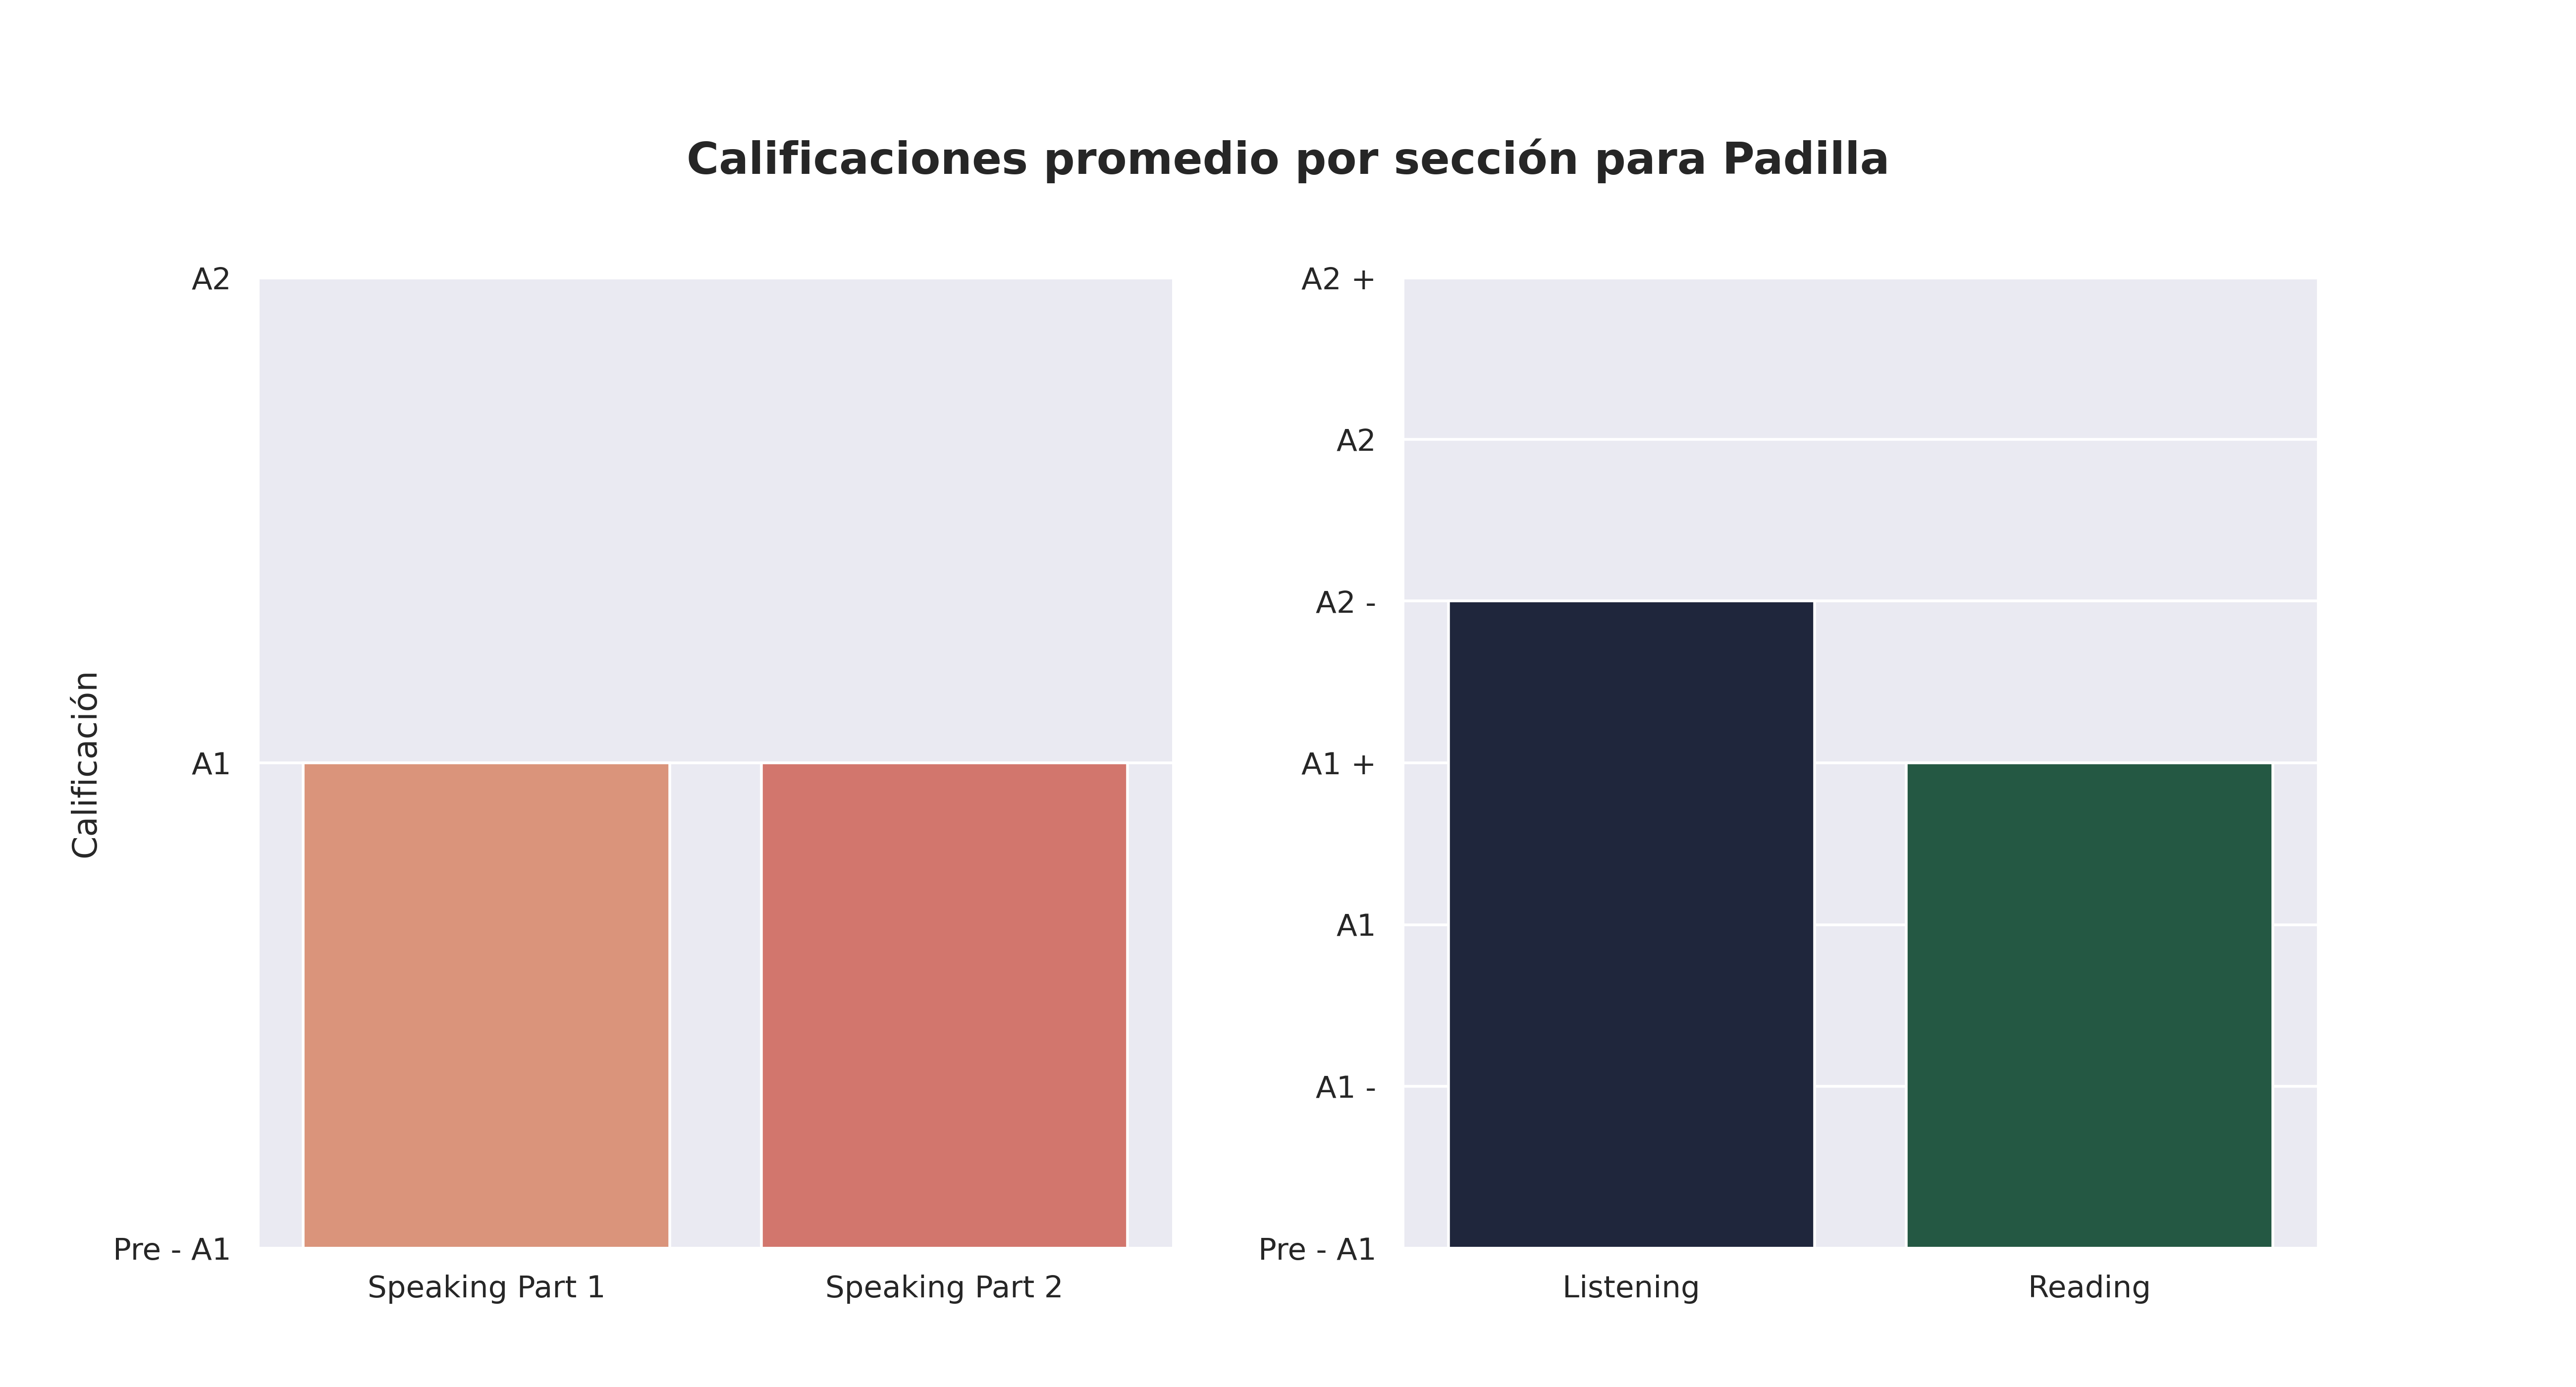 Calificaciones promedio por sección para Padilla
Calificación
A2
A1
Pre - A1
Speaking Part 1
Speaking Part 2
A2 +
A2
A2 -
A1 +
A1
A1 -
Pre - A1
Listening
Reading